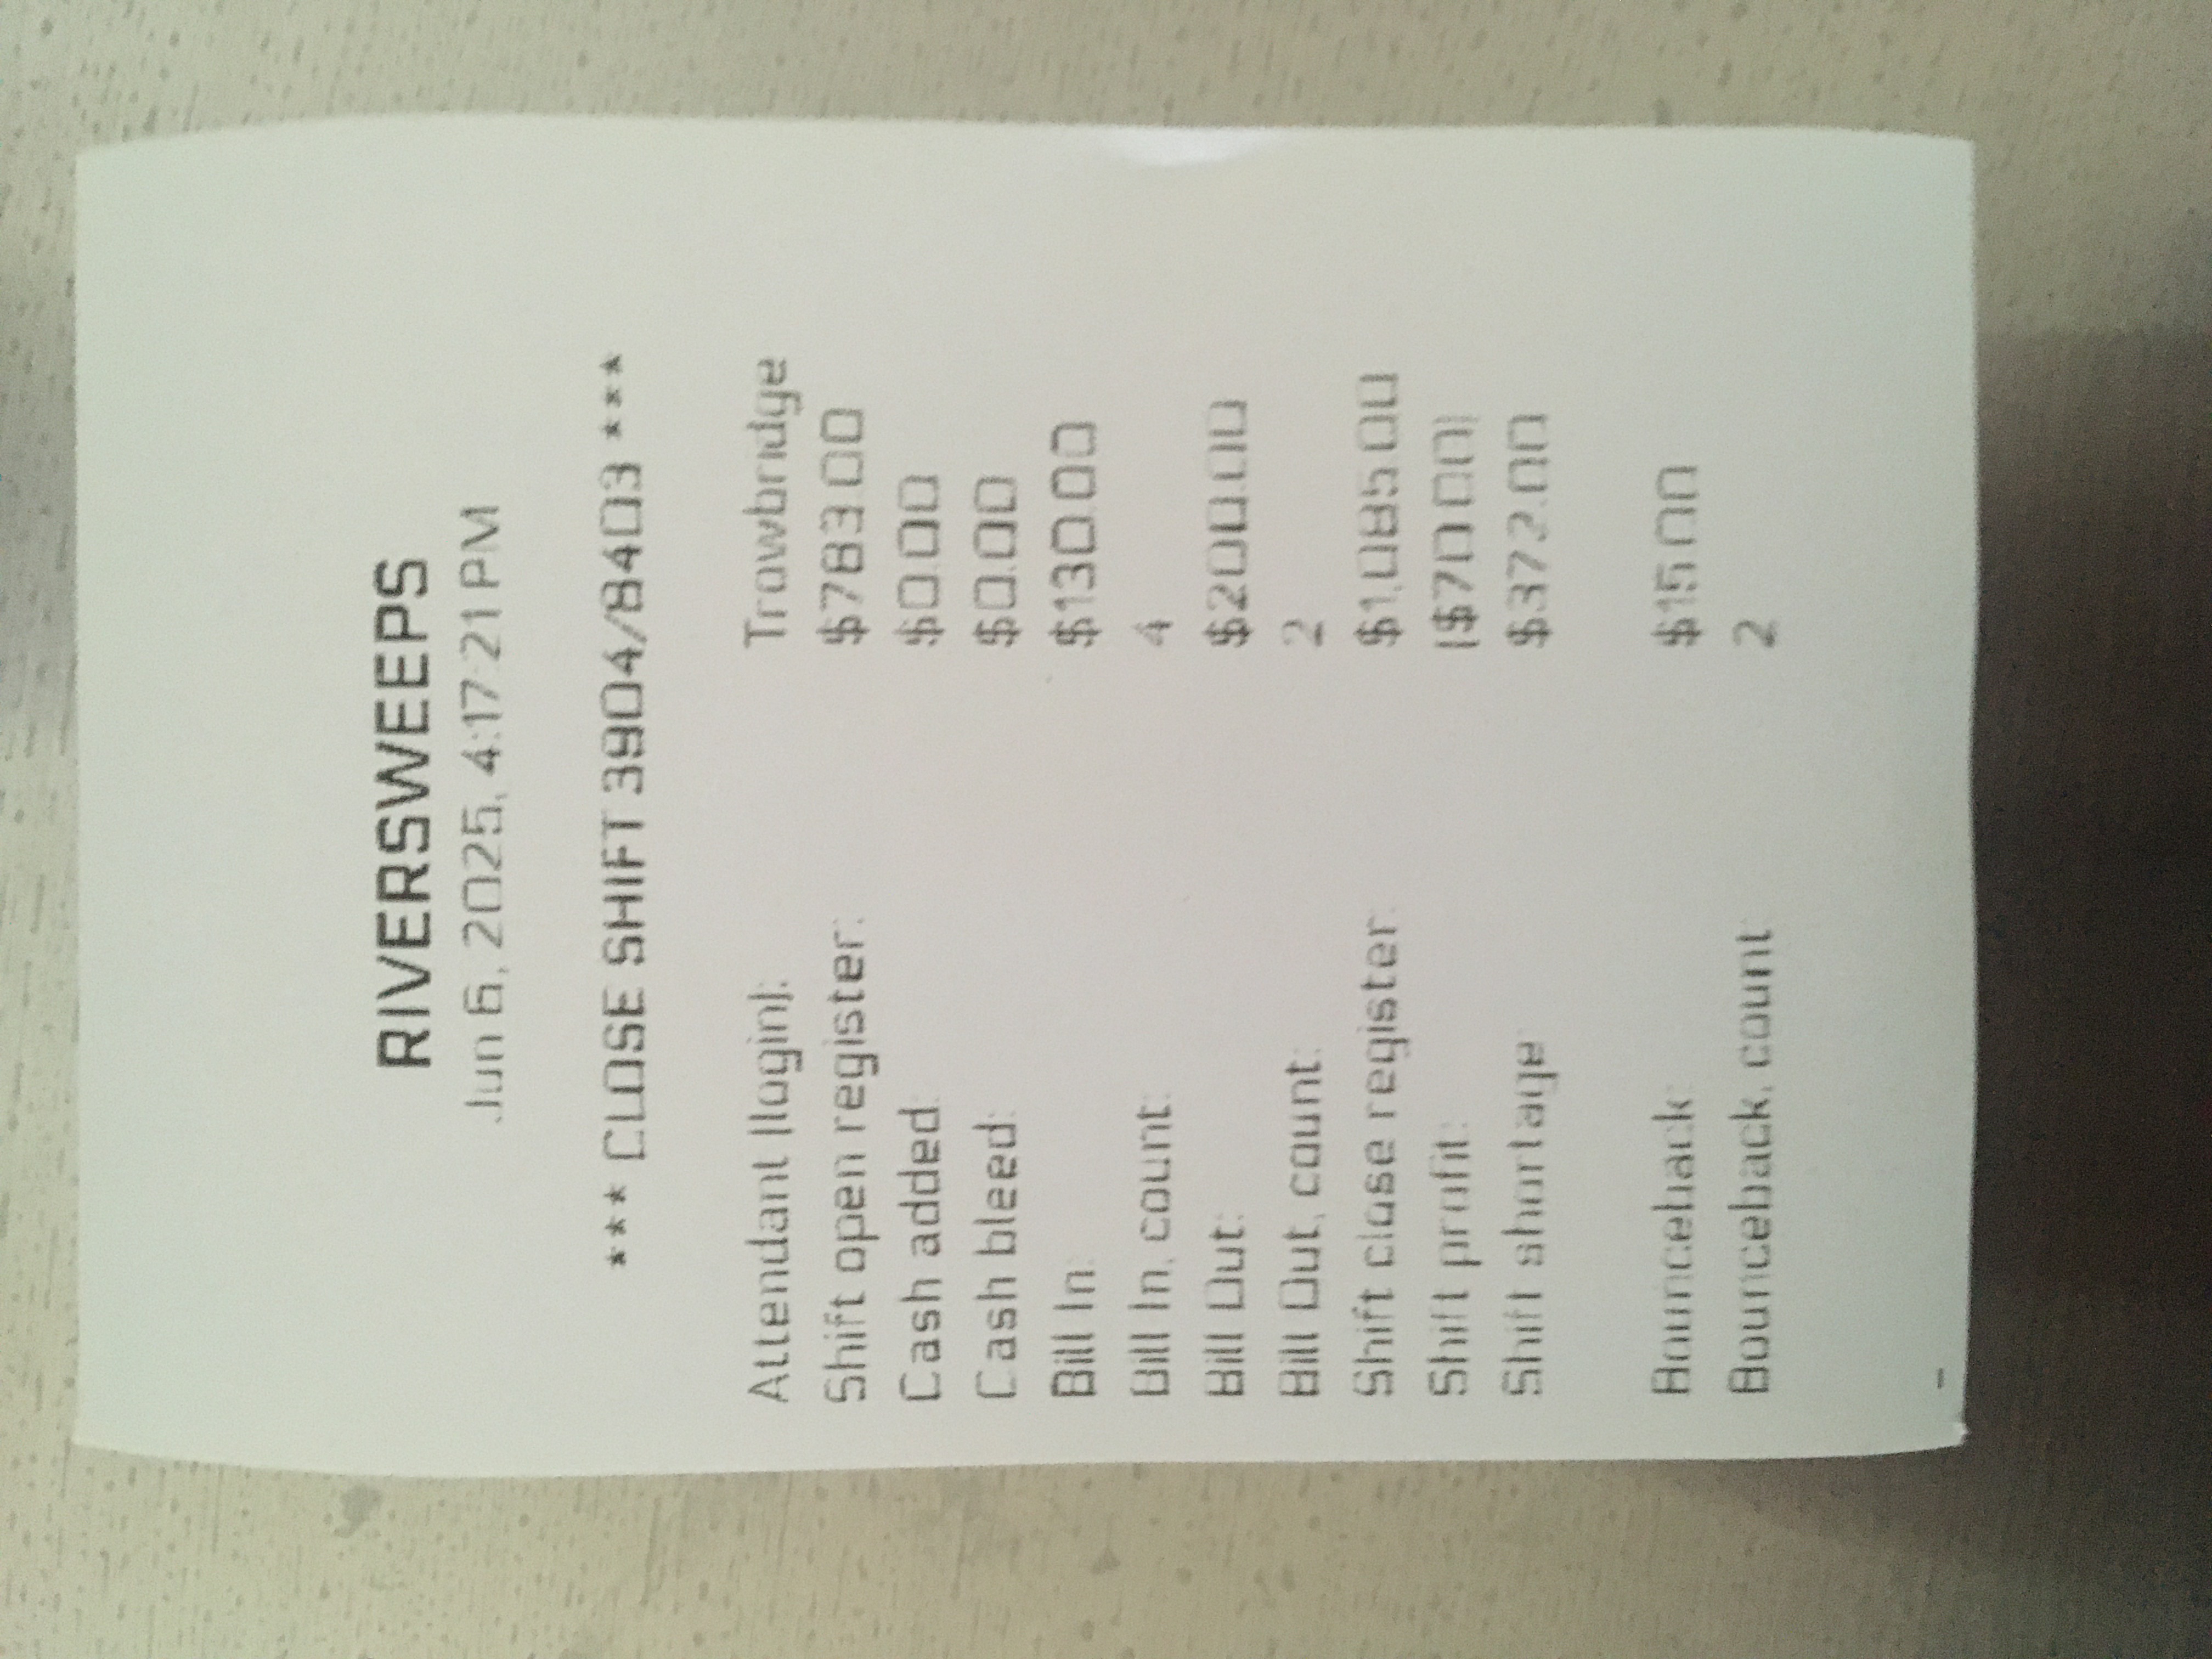 RIVERSWEEPS
Jun 6, 2025, 4:17:21 PM
*** CLOSE SHIFT 3904/8403 ***
Attendant (login): Trowbridge
Shift open register: $783.00
Cash added: $0.00
Cash bleed: $0.00
Bill In: $130.00
Bill In, count: 4
Bill Out: $200.00
Bill Out, count: 2
Shift close register: $1,085.00
Shift profit: ($70.00)
Shift shortage: $372.00
Bounceback: $15.00
Bounceback, count: 2